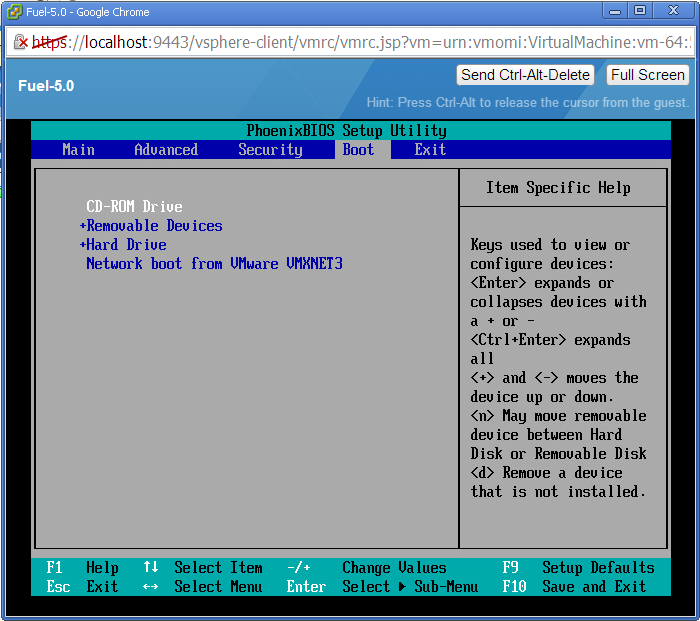 Fuel-5.0 - Google Chrome
https://localhost:9443/vsphere-client/vmrc/vmrc.jsp?vm=urn:vmomi:VirtualMachine:vm-64:
Fuel-5.0
Send Ctrl-Alt-Delete Full Screen
Hint: Press Ctrl-Alt to release the cursor from the guest.
PhoenixBIOS Setup Utility
Main Advanced Security Boot Exit
Item Specific Help
CD-ROM Drive
+Removable Devices
+Hard Drive
Network boot from VMware VMXNET3
Keys used to view or
configure devices:
<Enter> expands or
collapses devices with
a + or -
<Ctrl+Enter> expands
all
<+> and <-> moves the
device up or down.
<n> May move removable
device between Hard
Disk or Removable Disk
<d> Remove a device
that is not installed.
F1 Help ↑↓ Select Item -/+ Change Values F9 Setup Defaults
Esc Exit ↔ Select Menu Enter Select ▶ Sub-Menu F10 Save and Exit